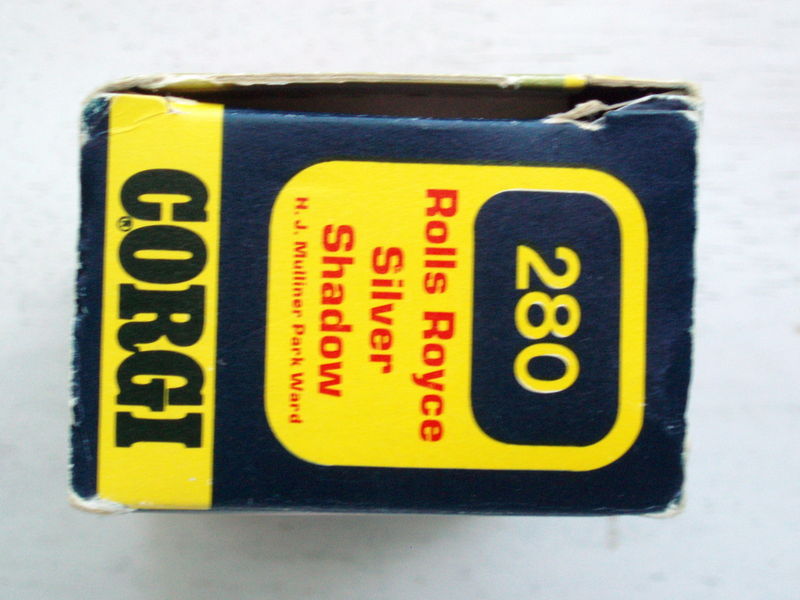 280
Rolls Royce
Silver
Shadow
H. J. Mulliner Park Ward
CORGI®